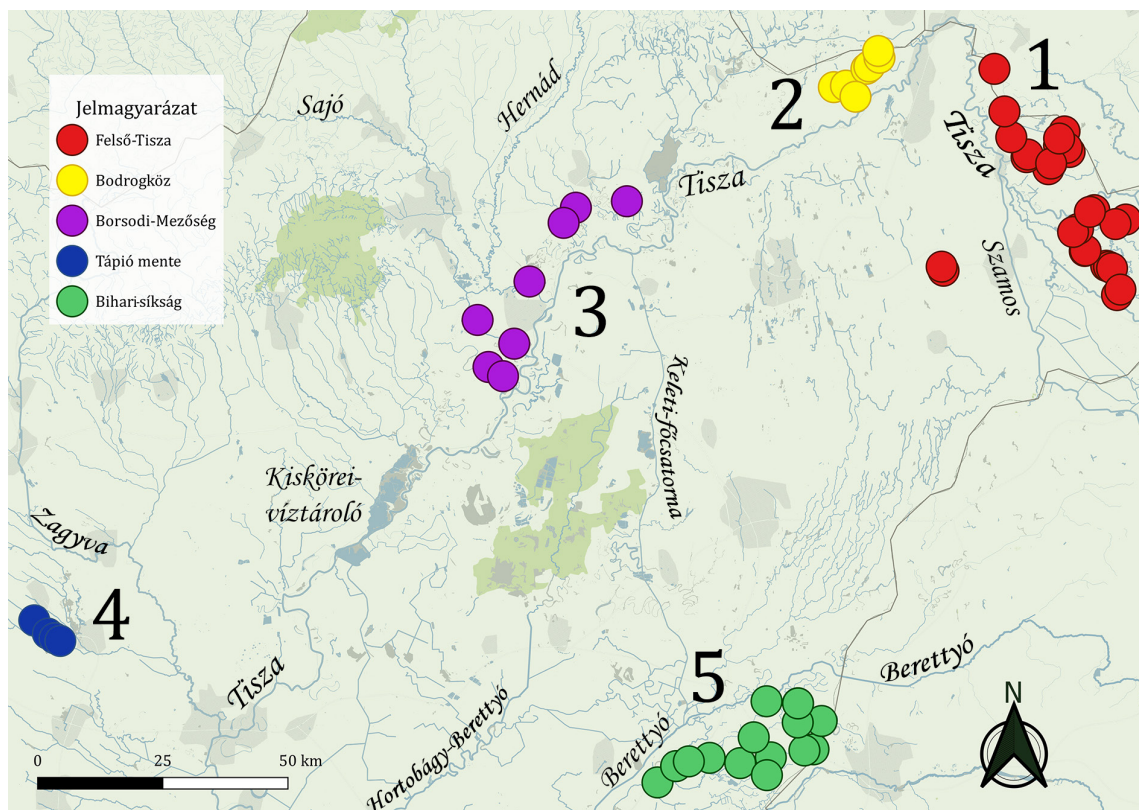 Jelmagyarázat
Felső-Tisza
Bodrogköz
Borsodi-Mezőség
Tápió mente
Bihari-síkság
Sajó
Hernád
2
1
Tisza
Tisza
Szamos
3
Keleti-főcsatorna
Kiskörei-
víztároló
Zagyva
4
Tisza
Hortobágy-Berettyó
5
Berettyó
Berettyó
N
0
25
50 km